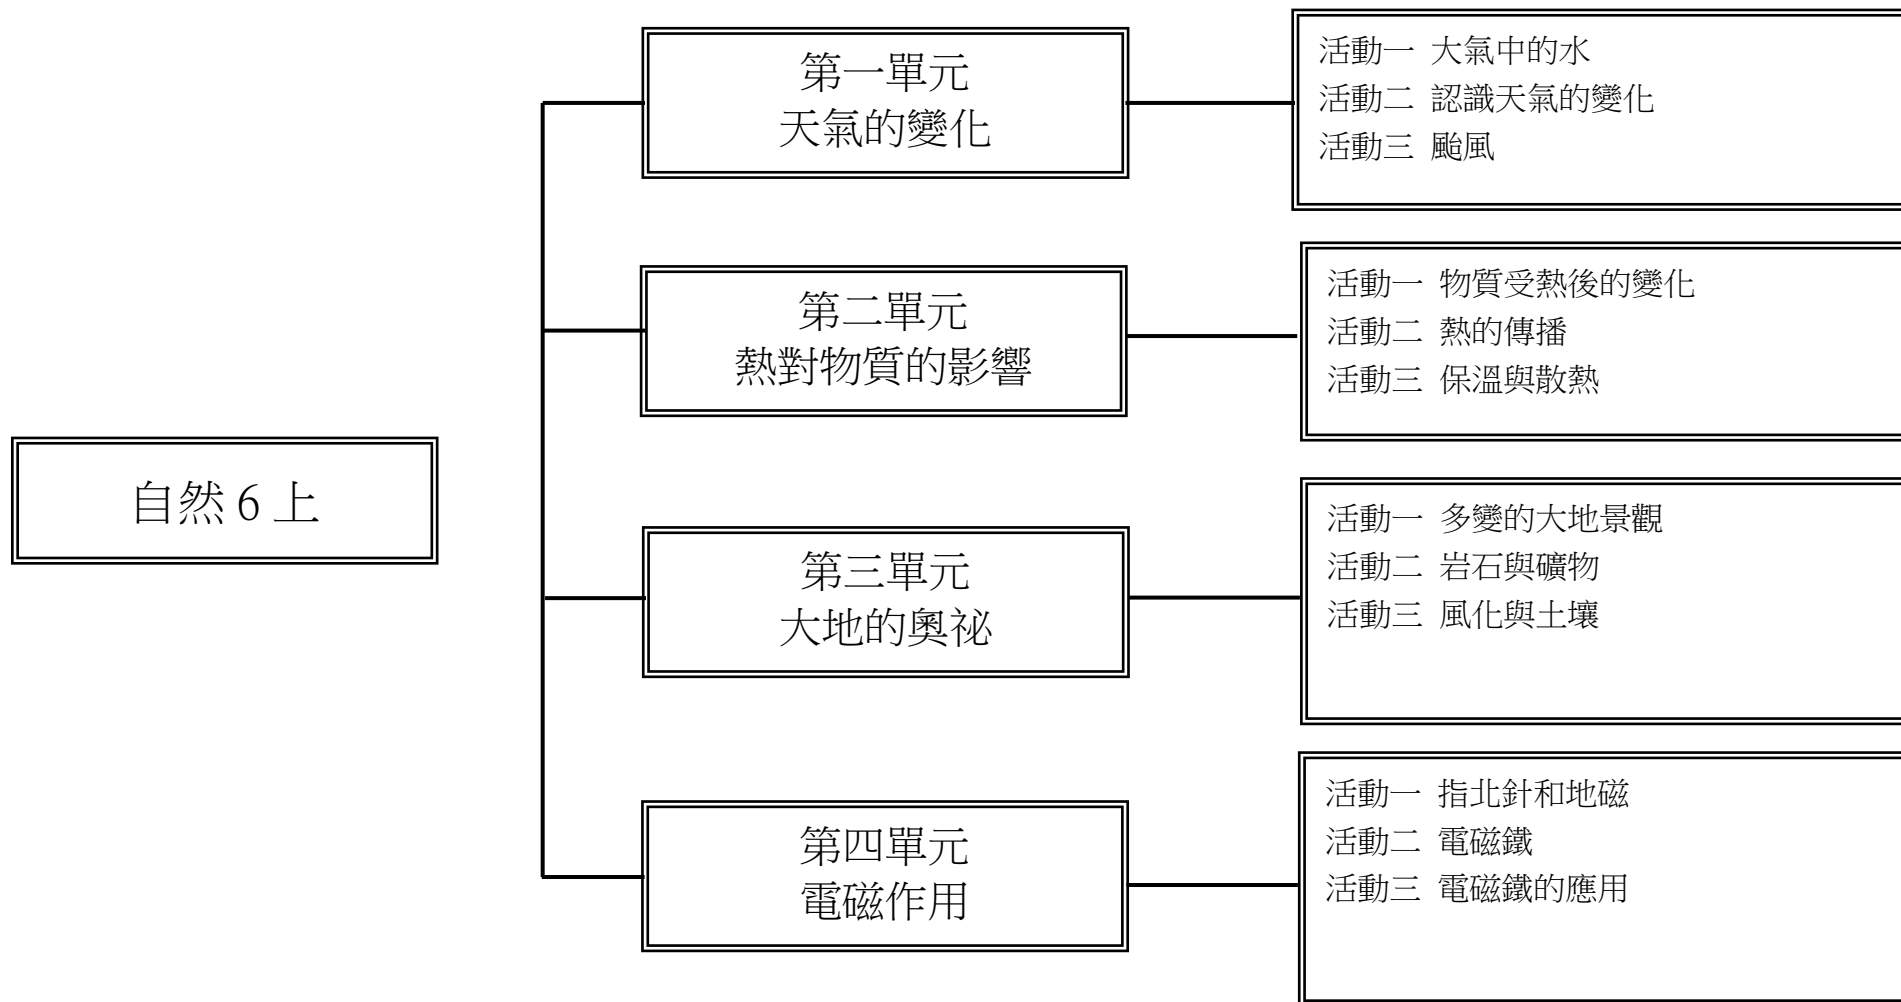 自然 6 上
第一單元
天氣的變化
活動一 大氣中的水
活動二 認識天氣的變化
活動三 颱風
第二單元
熱對物質的影響
活動一 物質受熱後的變化
活動二 熱的傳播
活動三 保溫與散熱
第三單元
大地的奧祕
活動一 多變的大地景觀
活動二 岩石與礦物
活動三 風化與土壤
第四單元
電磁作用
活動一 指北針和地磁
活動二 電磁鐵
活動三 電磁鐵的應用